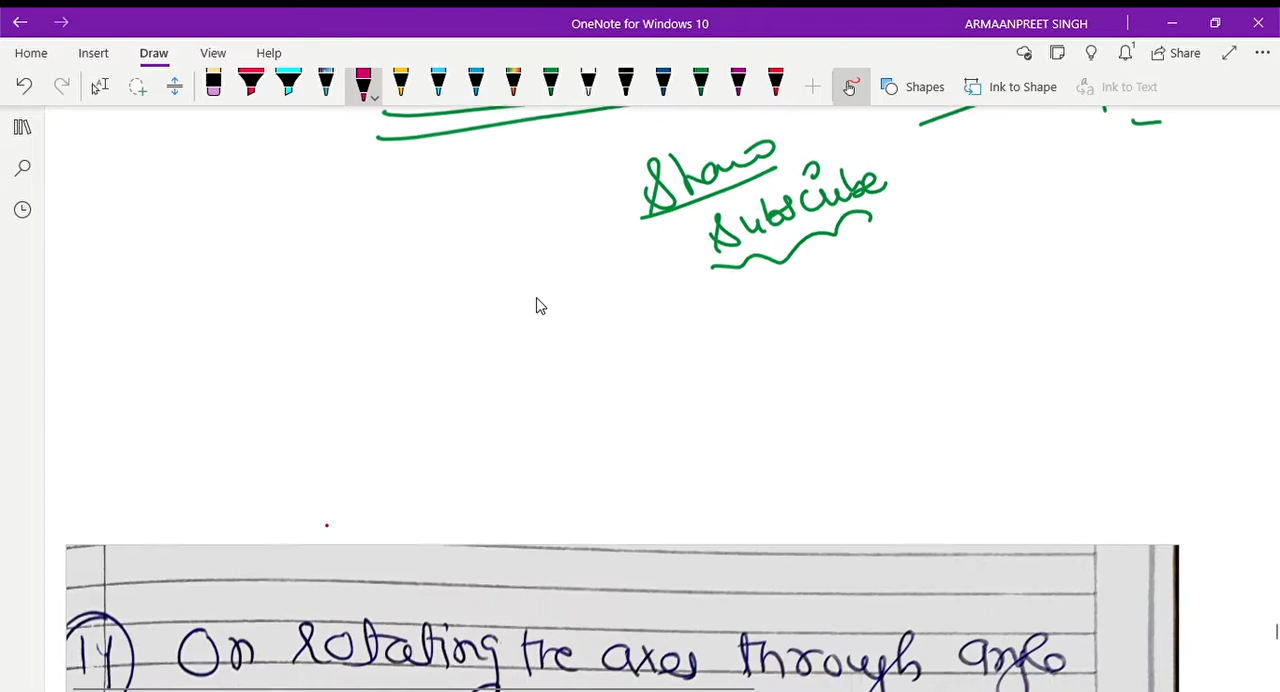 OneNote for Windows 10
ARMAANPREET SINGH
Home Insert Draw View Help
Share
Shapes Ink to Shape Ink to Text
Share
Subscribe
14 On rotating the axes through angle